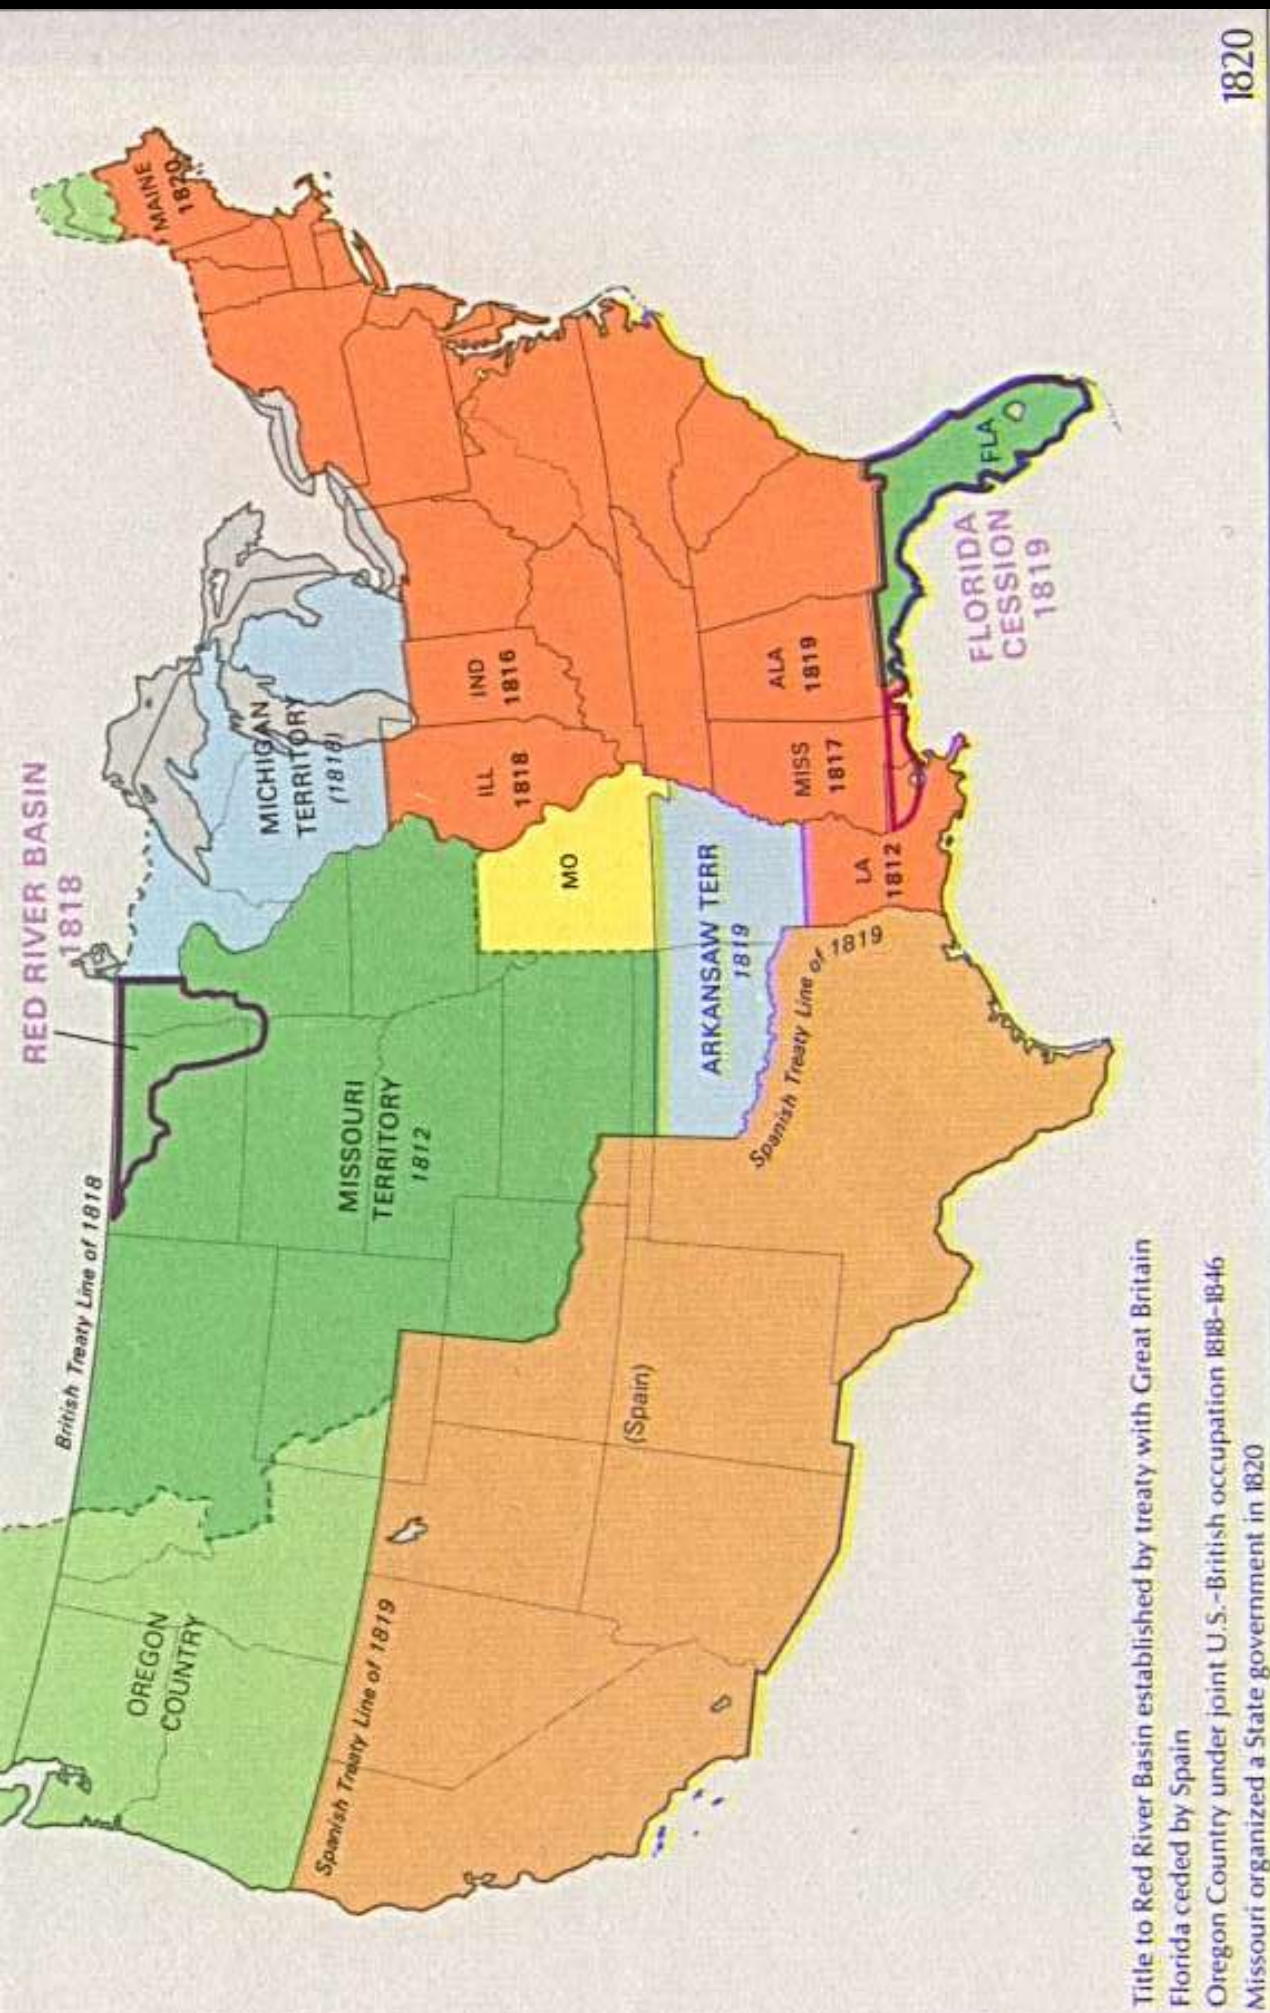 RED RIVER BASIN
1818
British Treaty Line of 1818
OREGON
COUNTRY
MISSOURI
TERRITORY
1812
MICHIGAN
TERRITORY
(1818)
MAINE
1820
Spanish Treaty Line of 1819
(Spain)
MO
ILL
1818
IND
1816
ARKANSAW TERR
1819
Spanish Treaty Line of 1819
LA
1812
MISS
1817
ALA
1819
FLA
FLORIDA
CESSION
1819
Title to Red River Basin established by treaty with Great Britain
Florida ceded by Spain
Oregon Country under joint U.S.-British occupation 1818-1846
Missouri organized a State government in 1820
1820